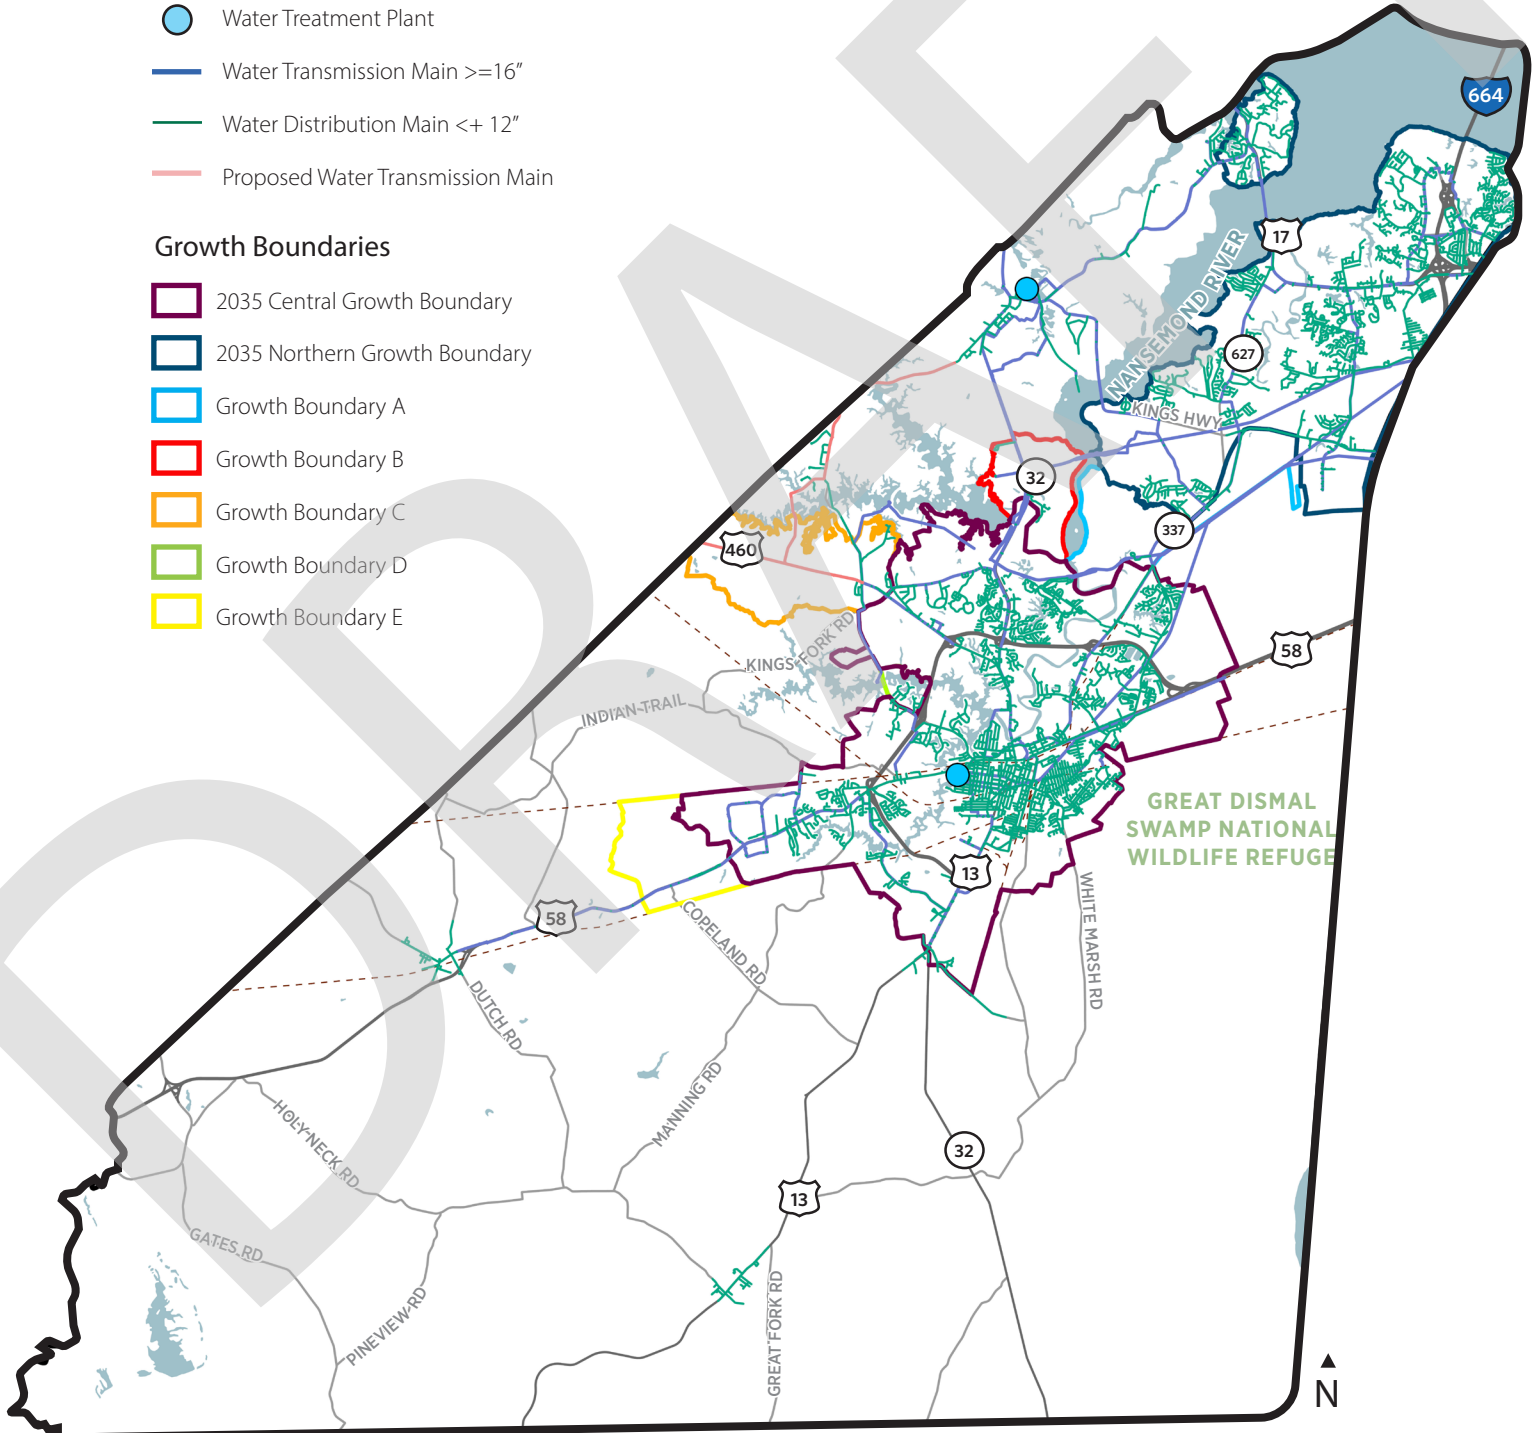 Water Treatment Plant
Water Transmission Main >=16”
Water Distribution Main <+ 12”
Proposed Water Transmission Main
Growth Boundaries
2035 Central Growth Boundary
2035 Northern Growth Boundary
Growth Boundary A
Growth Boundary B
Growth Boundary C
Growth Boundary D
Growth Boundary E
DRAFT
664
17
NANSEMOND RIVER
627
KINGS HWY
32
337
460
KINGS FORK RD
58
INDIAN TRAIL
GREAT DISMAL
SWAMP NATIONAL
WILDLIFE REFUGE
13
WHITE MARSH RD
58
COPELAND RD
DUTCH RD
MANNING RD
HOLY NECK RD
32
13
GATES RD
PINEVIEW RD
GREAT FORK RD
N